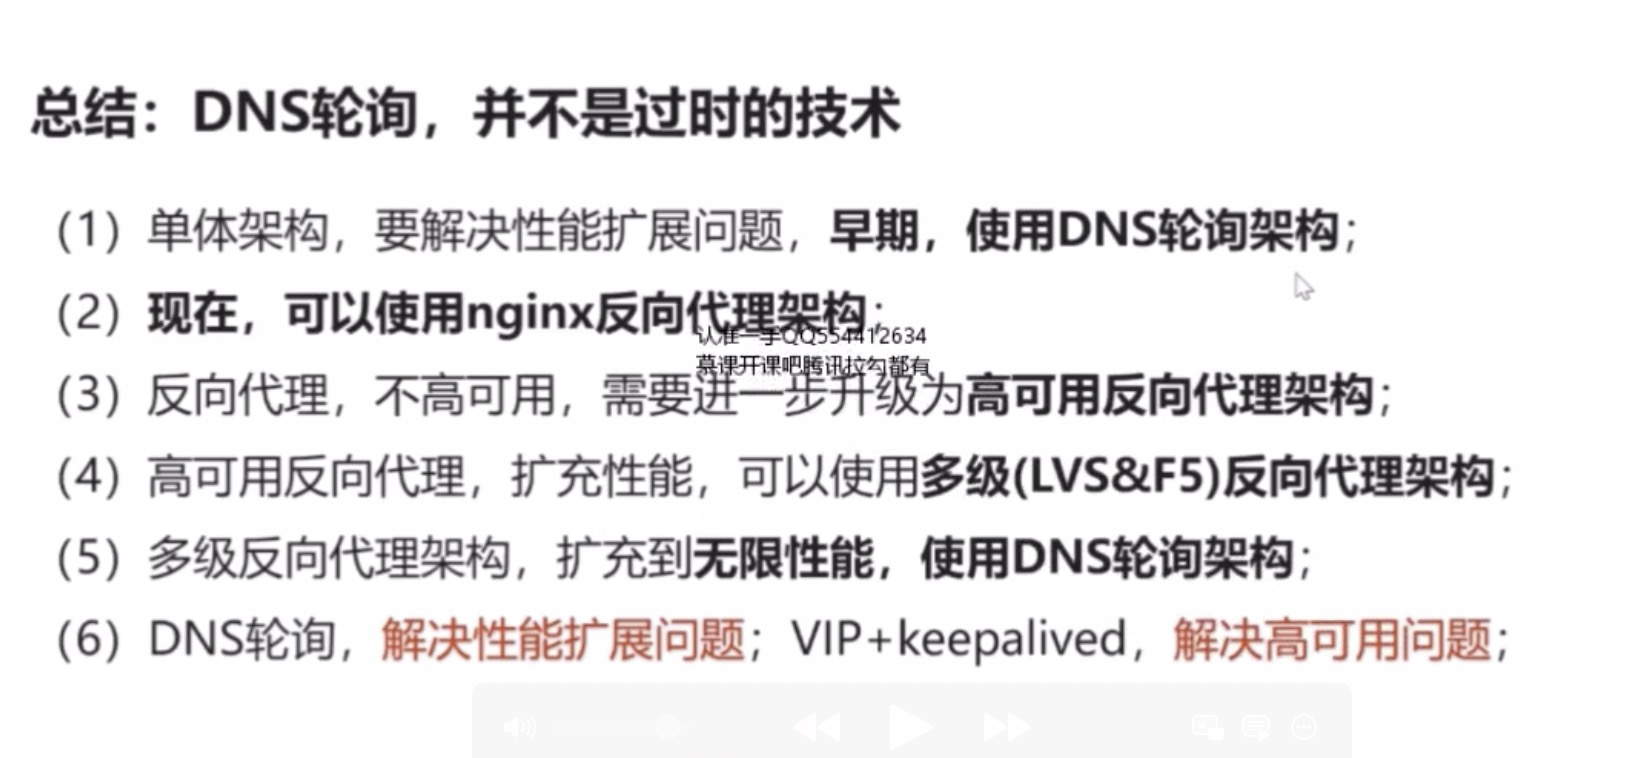 总结：DNS轮询，并不是过时的技术
（1）单体架构，要解决性能扩展问题，早期，使用DNS轮询架构；
（2）现在，可以使用nginx反向代理架构；
认准一手QQ554412634
慕课开课吧腾讯拉勾都有
（3）反向代理，不高可用，需要进一步升级为高可用反向代理架构；
（4）高可用反向代理，扩充性能，可以使用多级(LVS&F5)反向代理架构；
（5）多级反向代理架构，扩充到无限性能，使用DNS轮询架构；
（6）DNS轮询，解决性能扩展问题；VIP+keepalived，解决高可用问题；